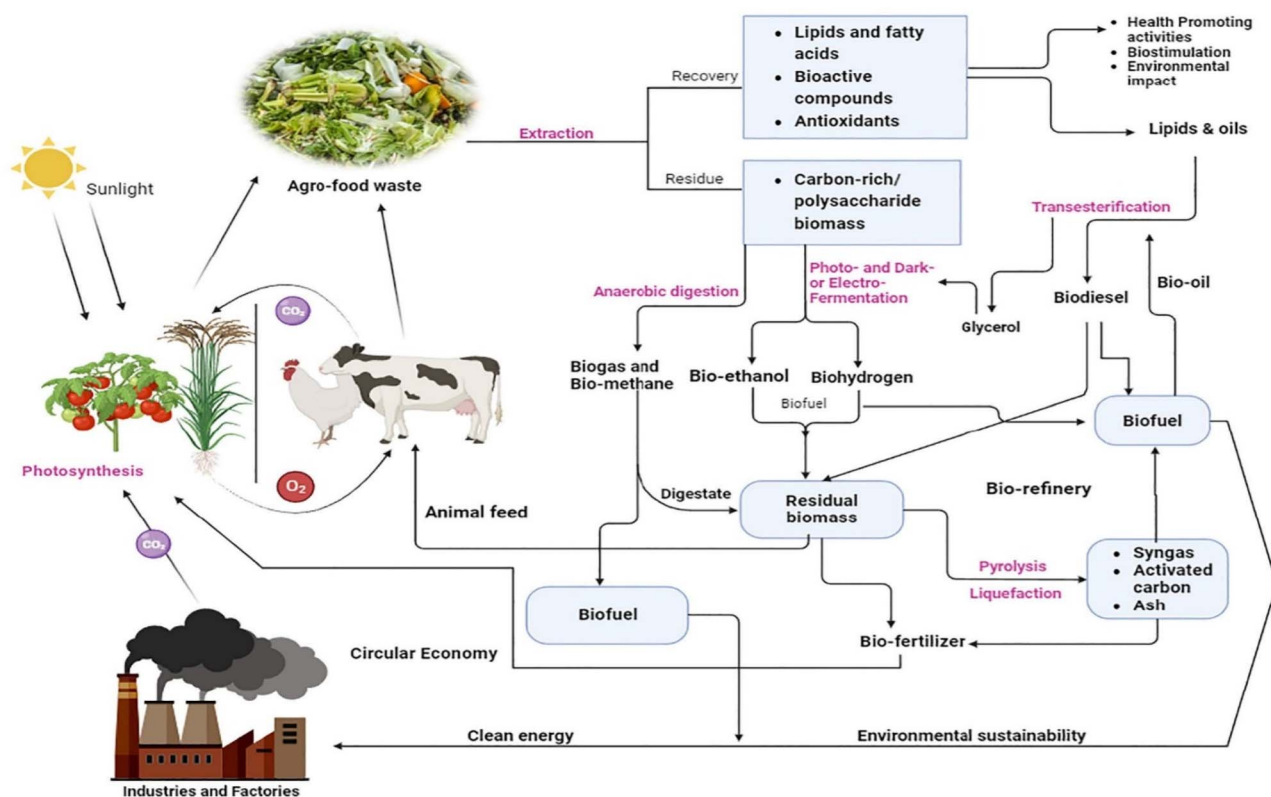 Sunlight
Agro-food waste
Extraction
Recovery
Residue
• Lipids and fatty
acids
• Bioactive
compounds
• Antioxidants
• Health Promoting
activities
• Biostimulation
• Environmental
impact
Lipids & oils
• Carbon-rich/
polysaccharide
biomass
Transesterification
Anaerobic digestion
Photo- and Dark-
or Electro-
Fermentation
Glycerol
Biodiesel
Bio-oil
CO₂
O₂
Photosynthesis
Biogas and
Bio-methane
Bio-ethanol
Biohydrogen
Biofuel
Biofuel
Bio-refinery
Digestate
Residual
biomass
Animal feed
Pyrolysis
Liquefaction
• Syngas
• Activated
carbon
• Ash
Biofuel
Bio-fertilizer
CO₂
Circular Economy
Clean energy
Environmental sustainability
Industries and Factories